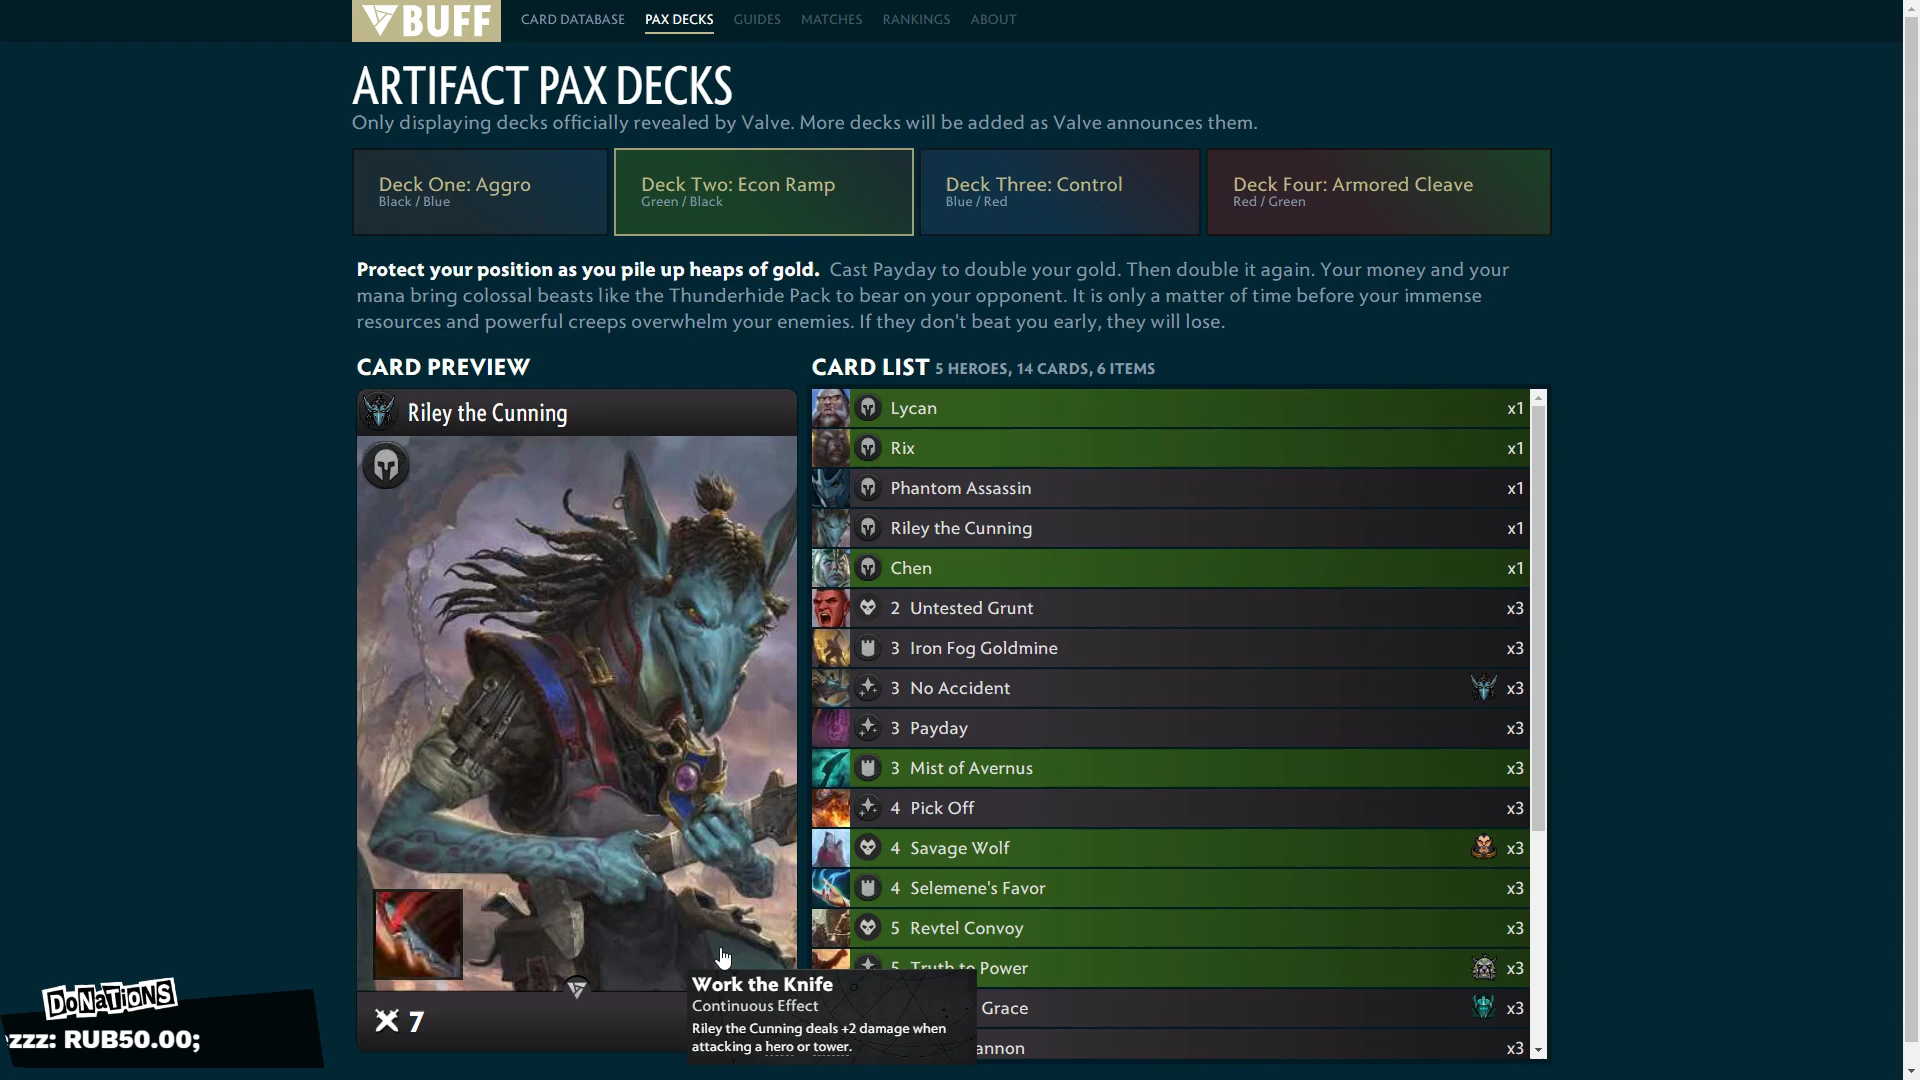 BUFF
CARD DATABASE
PAX DECKS
GUIDES
MATCHES
RANKINGS
ABOUT
ARTIFACT PAX DECKS
Only displaying decks officially revealed by Valve. More decks will be added as Valve announces them.
Deck One: Aggro
Black / Blue
Deck Two: Econ Ramp
Green / Black
Deck Three: Control
Blue / Red
Deck Four: Armored Cleave
Red / Green
Protect your position as you pile up heaps of gold. Cast Payday to double your gold. Then double it again. Your money and your
mana bring colossal beasts like the Thunderhide Pack to bear on your opponent. It is only a matter of time before your immense
resources and powerful creeps overwhelm your enemies. If they don't beat you early, they will lose.
CARD PREVIEW
Riley the Cunning
7
CARD LIST 5 HEROES, 14 CARDS, 6 ITEMS
Lycan x1
Rix x1
Phantom Assassin x1
Riley the Cunning x1
Chen x1
2 Untested Grunt x3
3 Iron Fog Goldmine x3
3 No Accident x3
3 Payday x3
3 Mist of Avernus x3
4 Pick Off x3
4 Savage Wolf x3
4 Selemene's Favor x3
5 Revtel Convoy x3
5 Truth to Power x3
Grace x3
annon x3
Work the Knife
Continuous Effect
Riley the Cunning deals +2 damage when
attacking a hero or tower.
DONATIONS
zzz: RUB50.00;